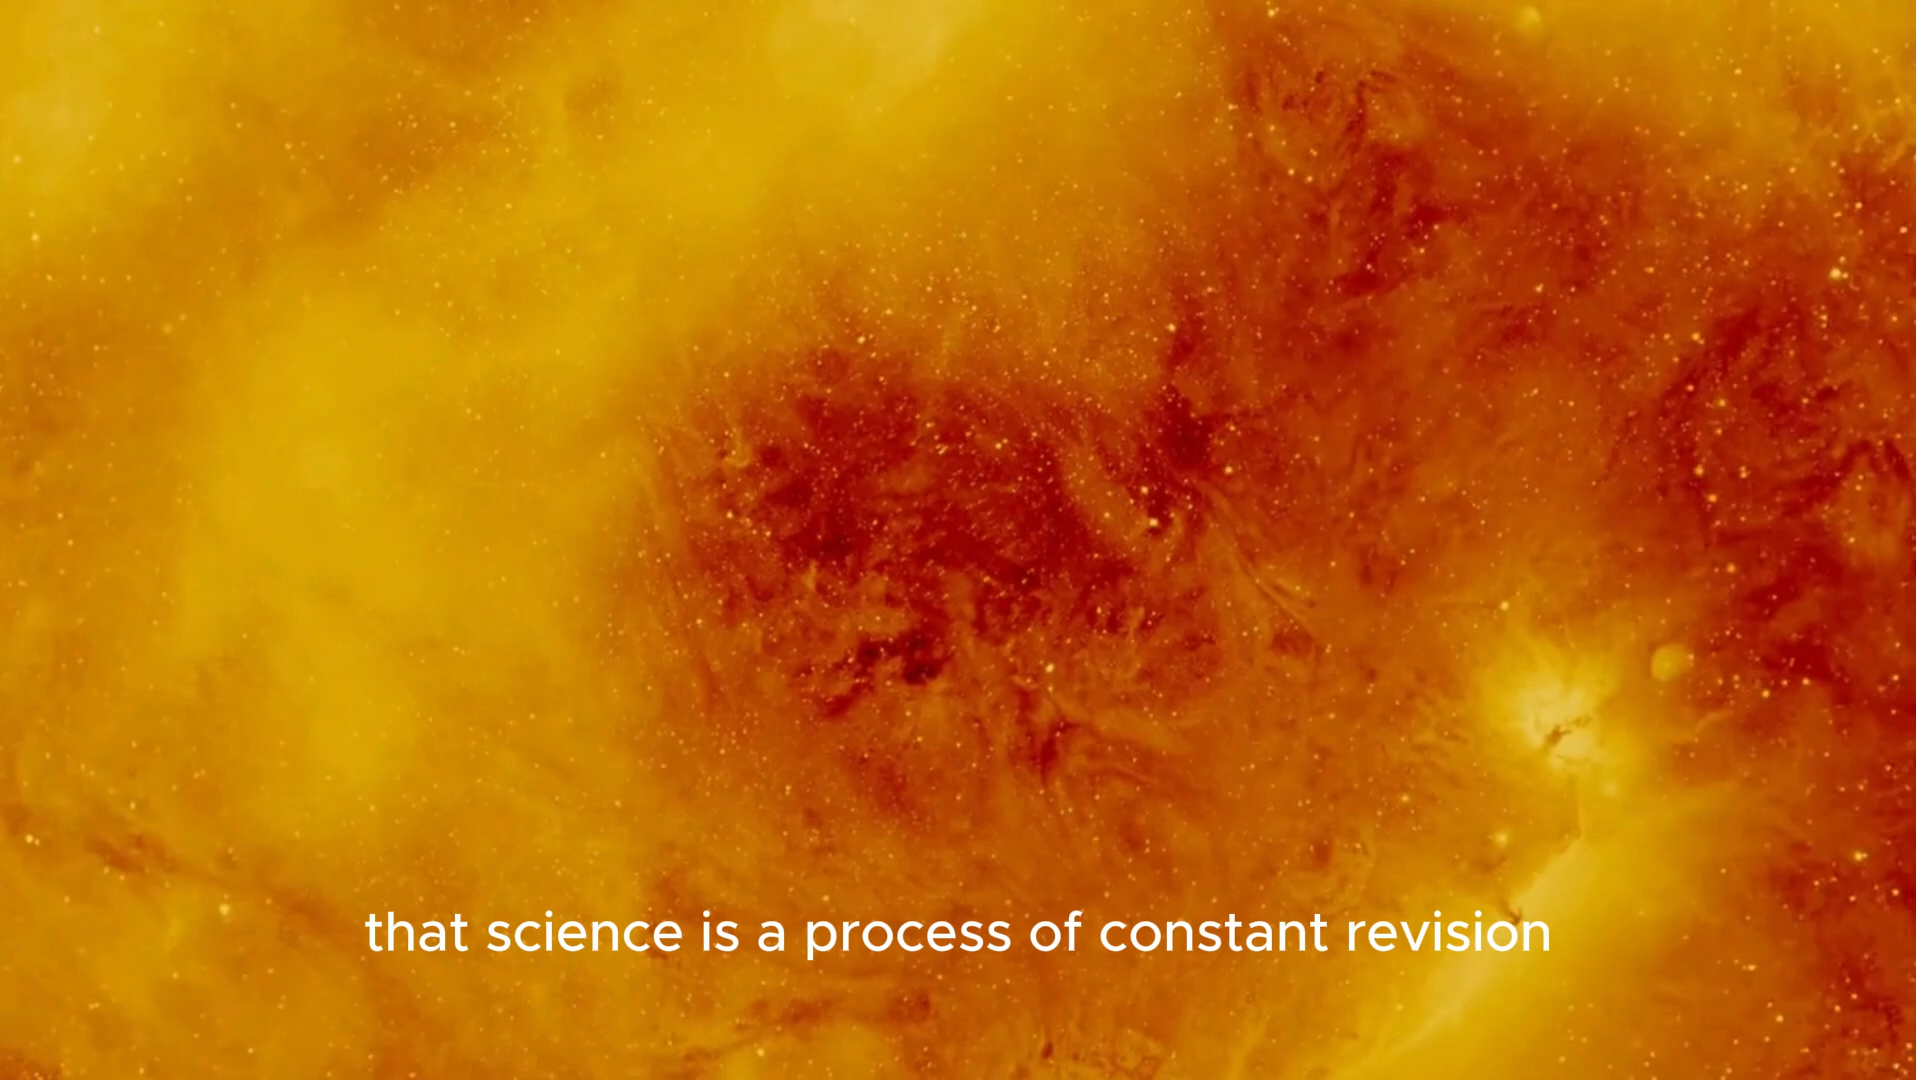 that science is a process of constant revision